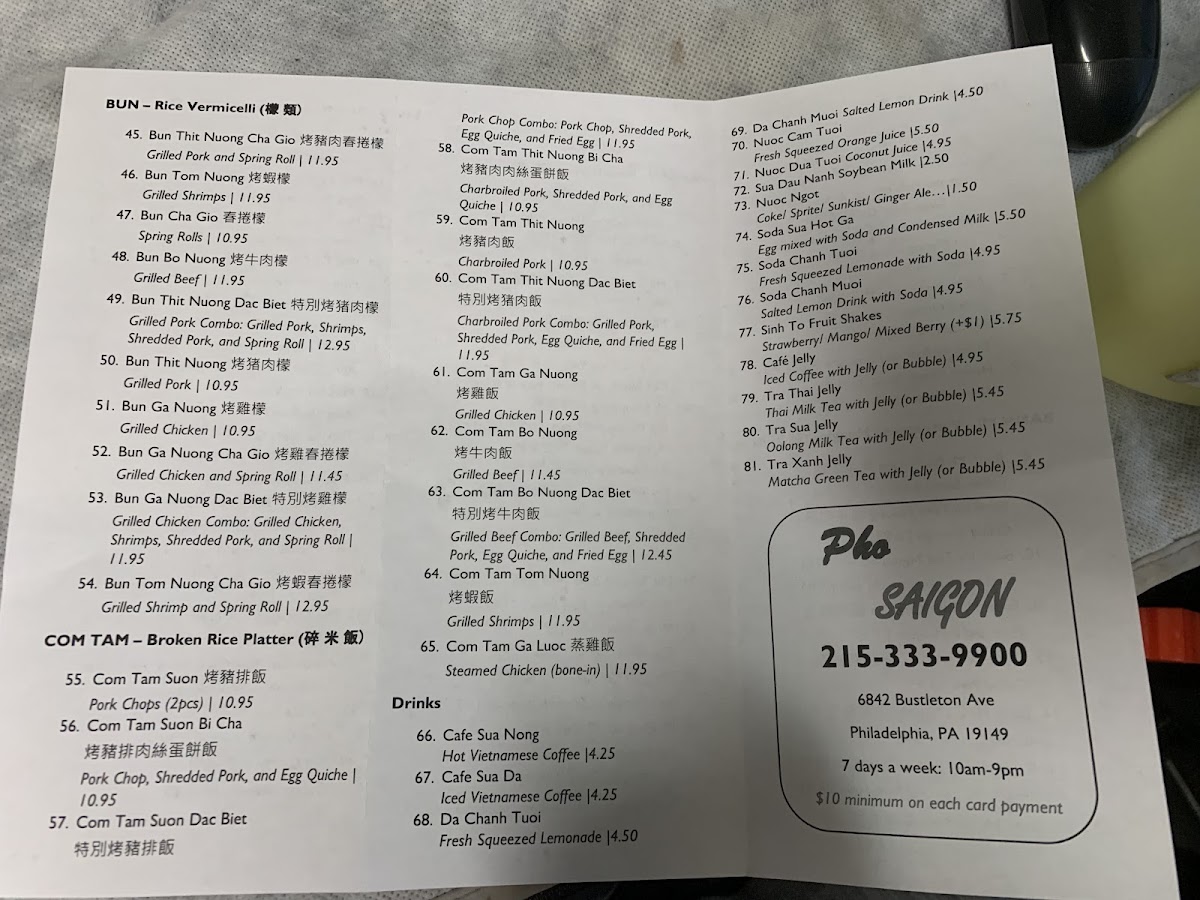 BUN – Rice Vermicelli (檬 類)
45. Bun Thit Nuong Cha Gio 烤豬肉春捲檬
Grilled Pork and Spring Roll | 11.95
46. Bun Tom Nuong 烤蝦檬
Grilled Shrimps | 11.95
47. Bun Cha Gio 春捲檬
Spring Rolls | 10.95
48. Bun Bo Nuong 烤牛肉檬
Grilled Beef | 11.95
49. Bun Thit Nuong Dac Biet 特別烤猪肉檬
Grilled Pork Combo: Grilled Pork, Shrimps,
Shredded Pork, and Spring Roll | 12.95
50. Bun Thit Nuong 烤猪肉檬
Grilled Pork | 10.95
51. Bun Ga Nuong 烤雞檬
Grilled Chicken | 10.95
52. Bun Ga Nuong Cha Gio 烤雞春捲檬
Grilled Chicken and Spring Roll | 11.45
53. Bun Ga Nuong Dac Biet 特別烤雞檬
Grilled Chicken Combo: Grilled Chicken,
Shrimps, Shredded Pork, and Spring Roll |
11.95
54. Bun Tom Nuong Cha Gio 烤蝦春捲檬
Grilled Shrimp and Spring Roll | 12.95
COM TAM – Broken Rice Platter (碎 米 飯)
55. Com Tam Suon 烤豬排飯
Pork Chops (2pcs) | 10.95
56. Com Tam Suon Bi Cha
烤豬排肉絲蛋餅飯
Pork Chop, Shredded Pork, and Egg Quiche |
10.95
57. Com Tam Suon Dac Biet
特別烤豬排飯
Pork Chop Combo: Pork Chop, Shredded Pork,
Egg Quiche, and Fried Egg | 11.95
58. Com Tam Thit Nuong Bi Cha
烤豬肉肉絲蛋餅飯
Charbroiled Pork, Shredded Pork, and Egg
Quiche | 10.95
59. Com Tam Thit Nuong
烤豬肉飯
Charbroiled Pork | 10.95
60. Com Tam Thit Nuong Dac Biet
特別烤猪肉飯
Charbroiled Pork Combo: Grilled Pork,
Shredded Pork, Egg Quiche, and Fried Egg |
11.95
61. Com Tam Ga Nuong
烤雞飯
Grilled Chicken | 10.95
62. Com Tam Bo Nuong
烤牛肉飯
Grilled Beef | 11.45
63. Com Tam Bo Nuong Dac Biet
特別烤牛肉飯
Grilled Beef Combo: Grilled Beef, Shredded
Pork, Egg Quiche, and Fried Egg | 12.45
64. Com Tam Tom Nuong
烤蝦飯
Grilled Shrimps | 11.95
65. Com Tam Ga Luoc 蒸雞飯
Steamed Chicken (bone-in) | 11.95
Drinks
66. Cafe Sua Nong
Hot Vietnamese Coffee |4.25
67. Cafe Sua Da
Iced Vietnamese Coffee |4.25
68. Da Chanh Tuoi
Fresh Squeezed Lemonade |4.50
69. Da Chanh Muoi Salted Lemon Drink |4.50
70. Nuoc Cam Tuoi
Fresh Squeezed Orange Juice |5.50
71. Nuoc Dua Tuoi Coconut Juice |4.95
72. Sua Dau Nanh Soybean Milk |2.50
73. Nuoc Ngot
Coke/ Sprite/ Sunkist/ Ginger Ale…|1.50
74. Soda Sua Hot Ga
Egg mixed with Soda and Condensed Milk |5.50
75. Soda Chanh Tuoi
Fresh Squeezed Lemonade with Soda |4.95
76. Soda Chanh Muoi
Salted Lemon Drink with Soda |4.95
77. Sinh To Fruit Shakes
Strawberry/ Mango/ Mixed Berry (+$1) |5.75
78. Café Jelly
Iced Coffee with Jelly (or Bubble) |4.95
79. Tra Thai Jelly
Thai Milk Tea with Jelly (or Bubble) |5.45
80. Tra Sua Jelly
Oolong Milk Tea with Jelly (or Bubble) |5.45
81. Tra Xanh Jelly
Matcha Green Tea with Jelly (or Bubble) |5.45
Pho
SAIGON
215-333-9900
6842 Bustleton Ave
Philadelphia, PA 19149
7 days a week: 10am-9pm
$10 minimum on each card payment